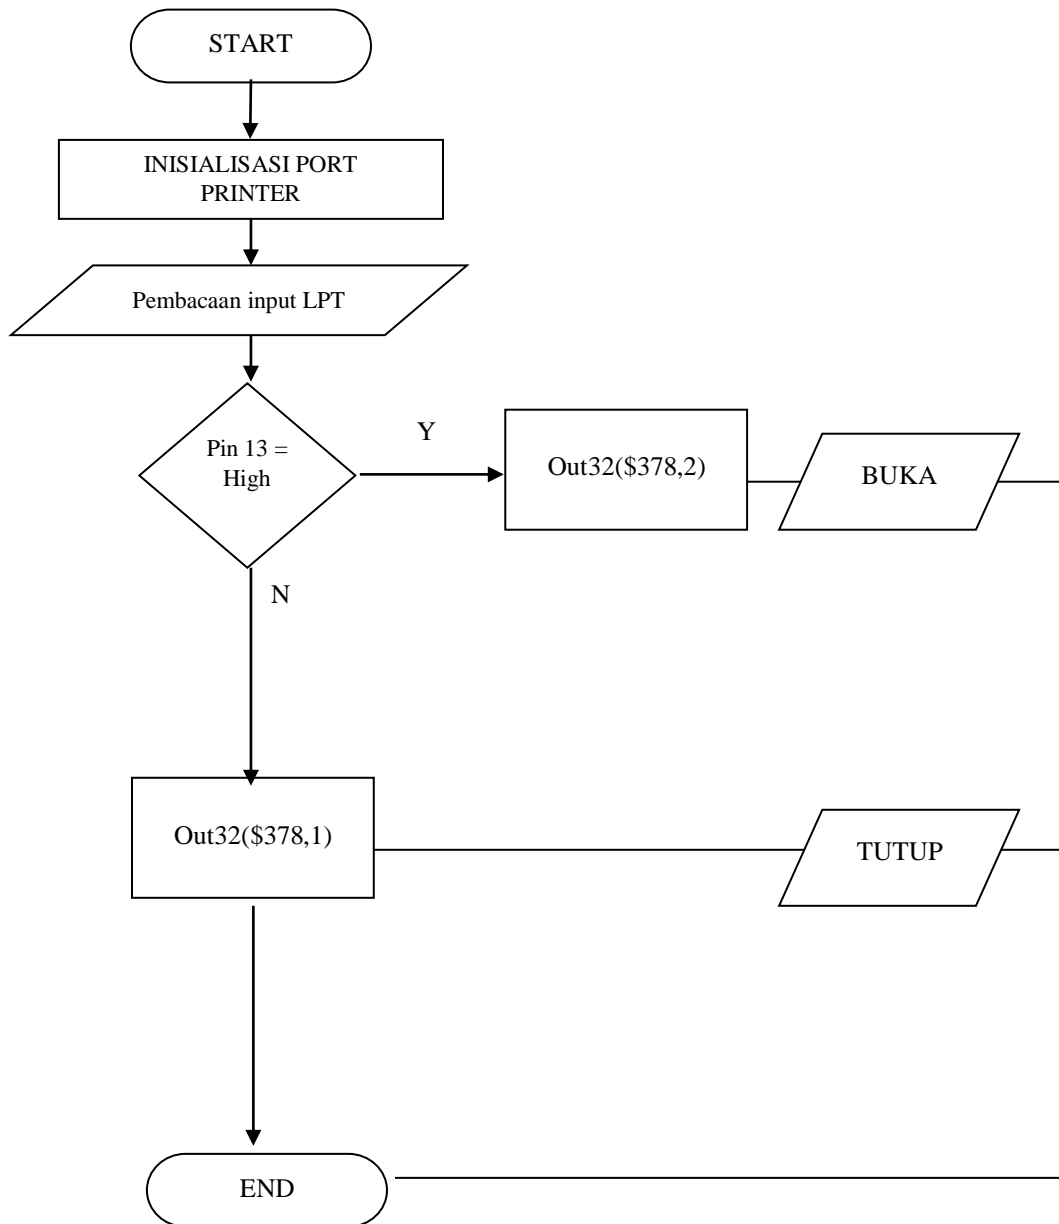 START
INISIALISASI PORT
PRINTER
Pembacaan input LPT
Pin 13 =
High
Y
Out32($378,2)
BUKA
N
Out32($378,1)
TUTUP
END